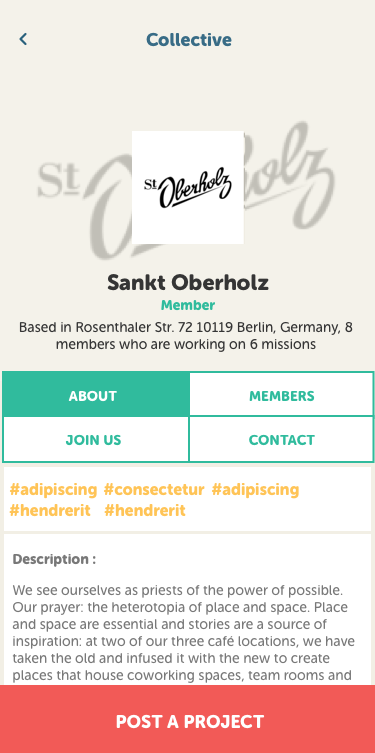 Collective
St Oberholz
St Oberholz
Sankt Oberholz
Member
Based in Rosenthaler Str. 72 10119 Berlin, Germany, 8
members who are working on 6 missions
ABOUT
MEMBERS
JOIN US
CONTACT
#adipiscing #consectetur #adipiscing
#hendrerit #hendrerit
Description :
We see ourselves as priests of the power of possible.
Our prayer: the heterotopia of place and space. Place
and space are essential and stories are a source of
inspiration: at two of our three café locations, we have
taken the old and infused it with the new to create
places that house coworking spaces, team rooms and
POST A PROJECT